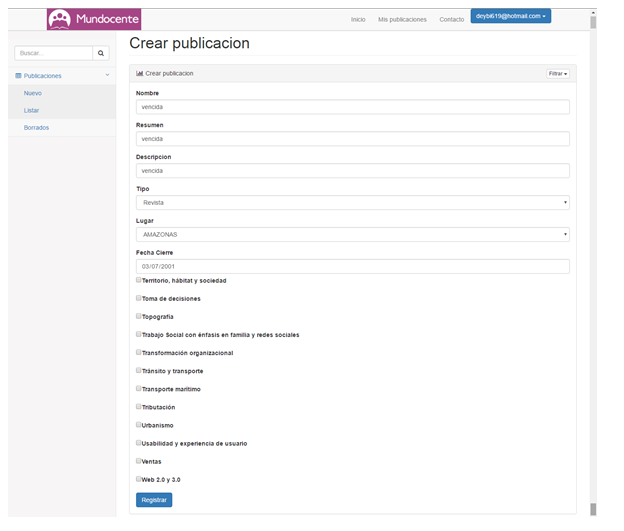 Mundocente
Inicio Mis publicaciones Contacto deybi619@hotmail.com
Buscar...
Publicaciones
Nuevo
Listar
Borrados
Crear publicacion
Crear publicacion Filtrar
Nombre
vencida
Resumen
vencida
Descripcion
vencida
Tipo
Revista
Lugar
AMAZONAS
Fecha Cierre
03/07/2001
Territorio, hábitat y sociedad
Toma de decisiones
Topografía
Trabajo Social con énfasis en familia y redes sociales
Transformación organizacional
Tránsito y transporte
Transporte marítimo
Tributación
Urbanismo
Usabilidad y experiencia de usuario
Ventas
Web 2.0 y 3.0
Registrar